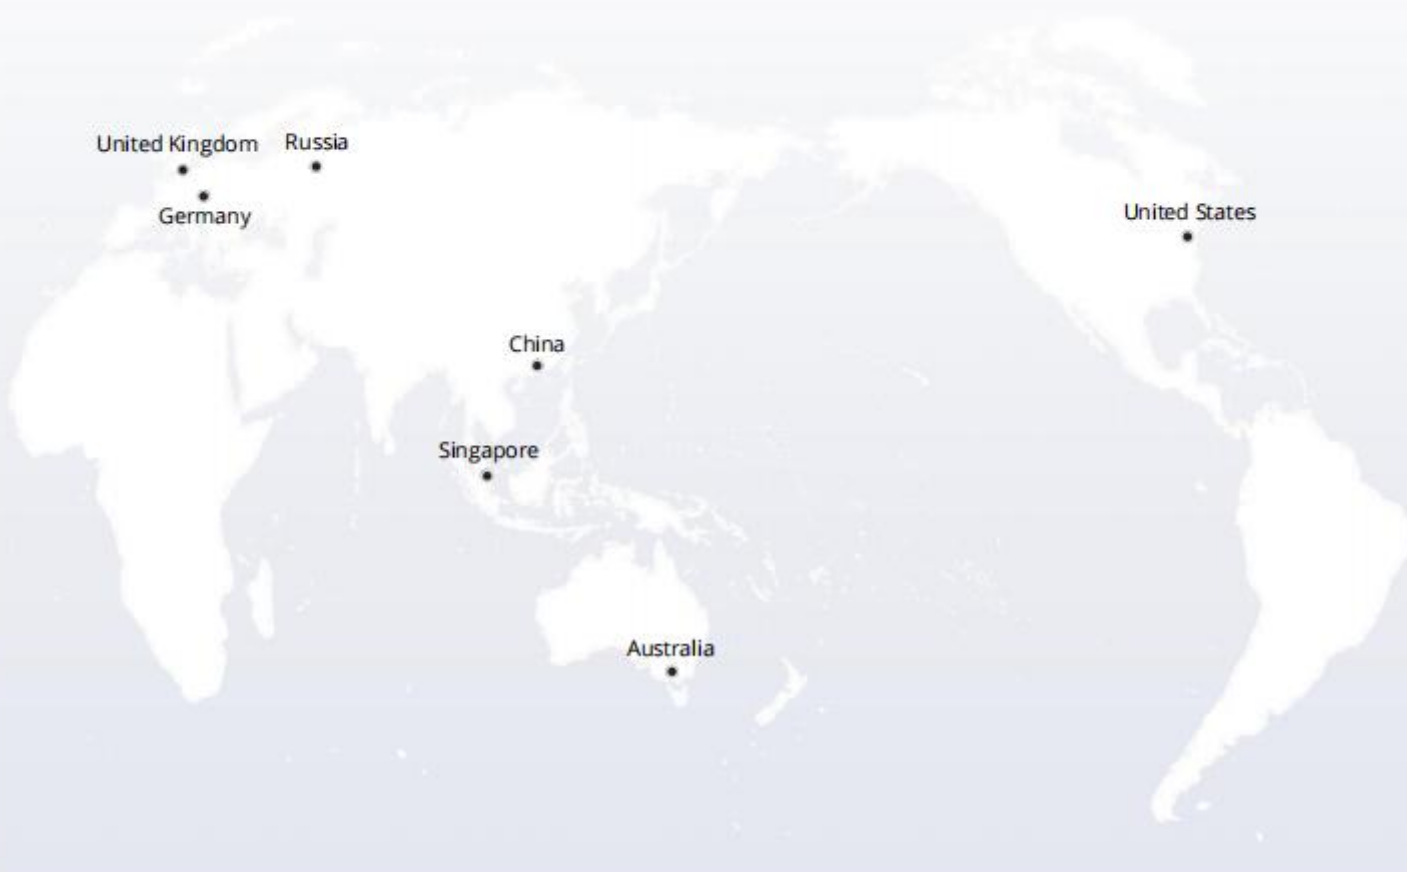 United Kingdom
Russia
Germany
United States
China
Singapore
Australia